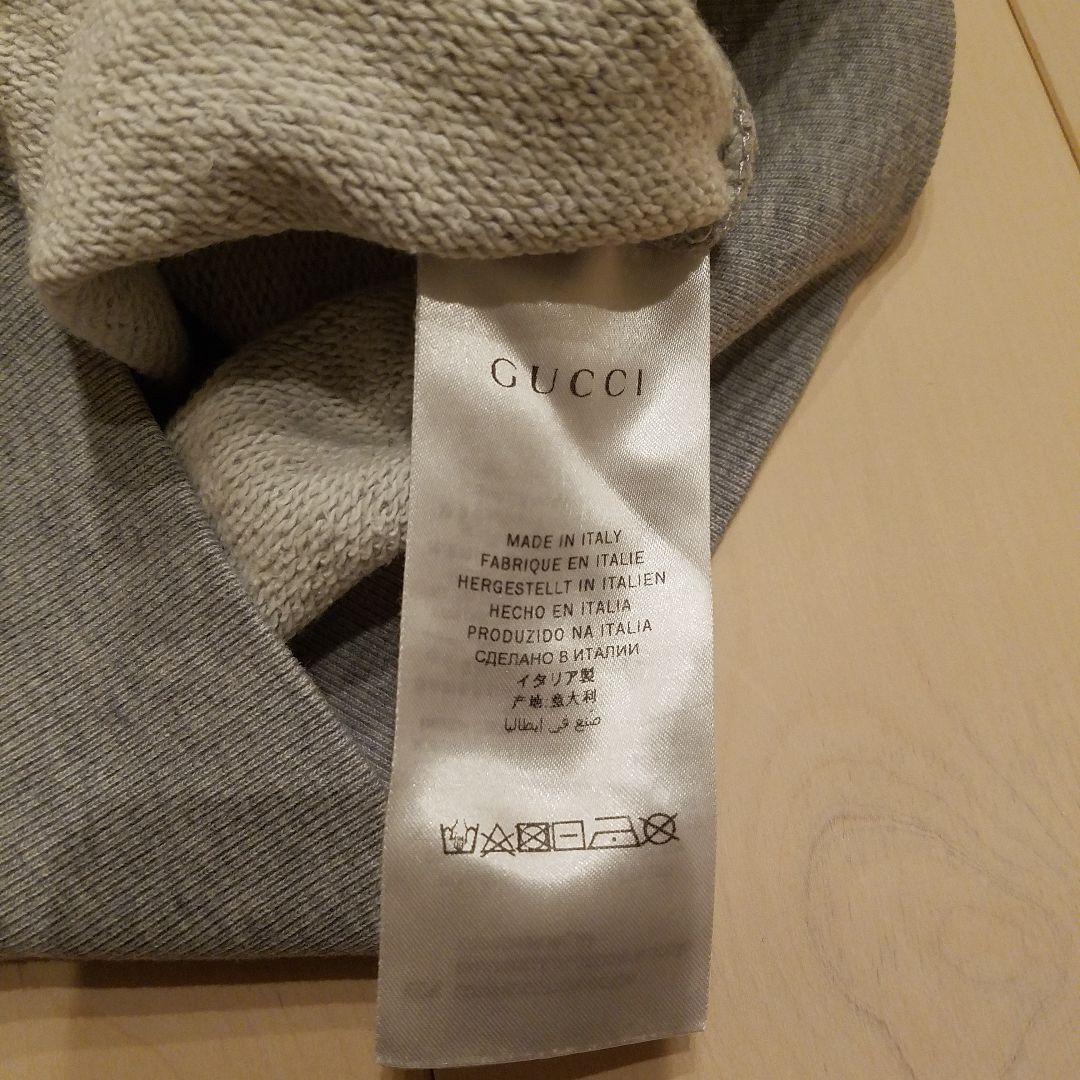 GUCCI
MADE IN ITALY
FABRIQUE EN ITALIE
HERGESTELLT IN ITALIEN
HECHO EN ITALIA
PRODUZIDO NA ITALIA
СДЕЛАНО В ИТАЛИИ
イタリア製
产地:意大利
صنع في ايطاليا